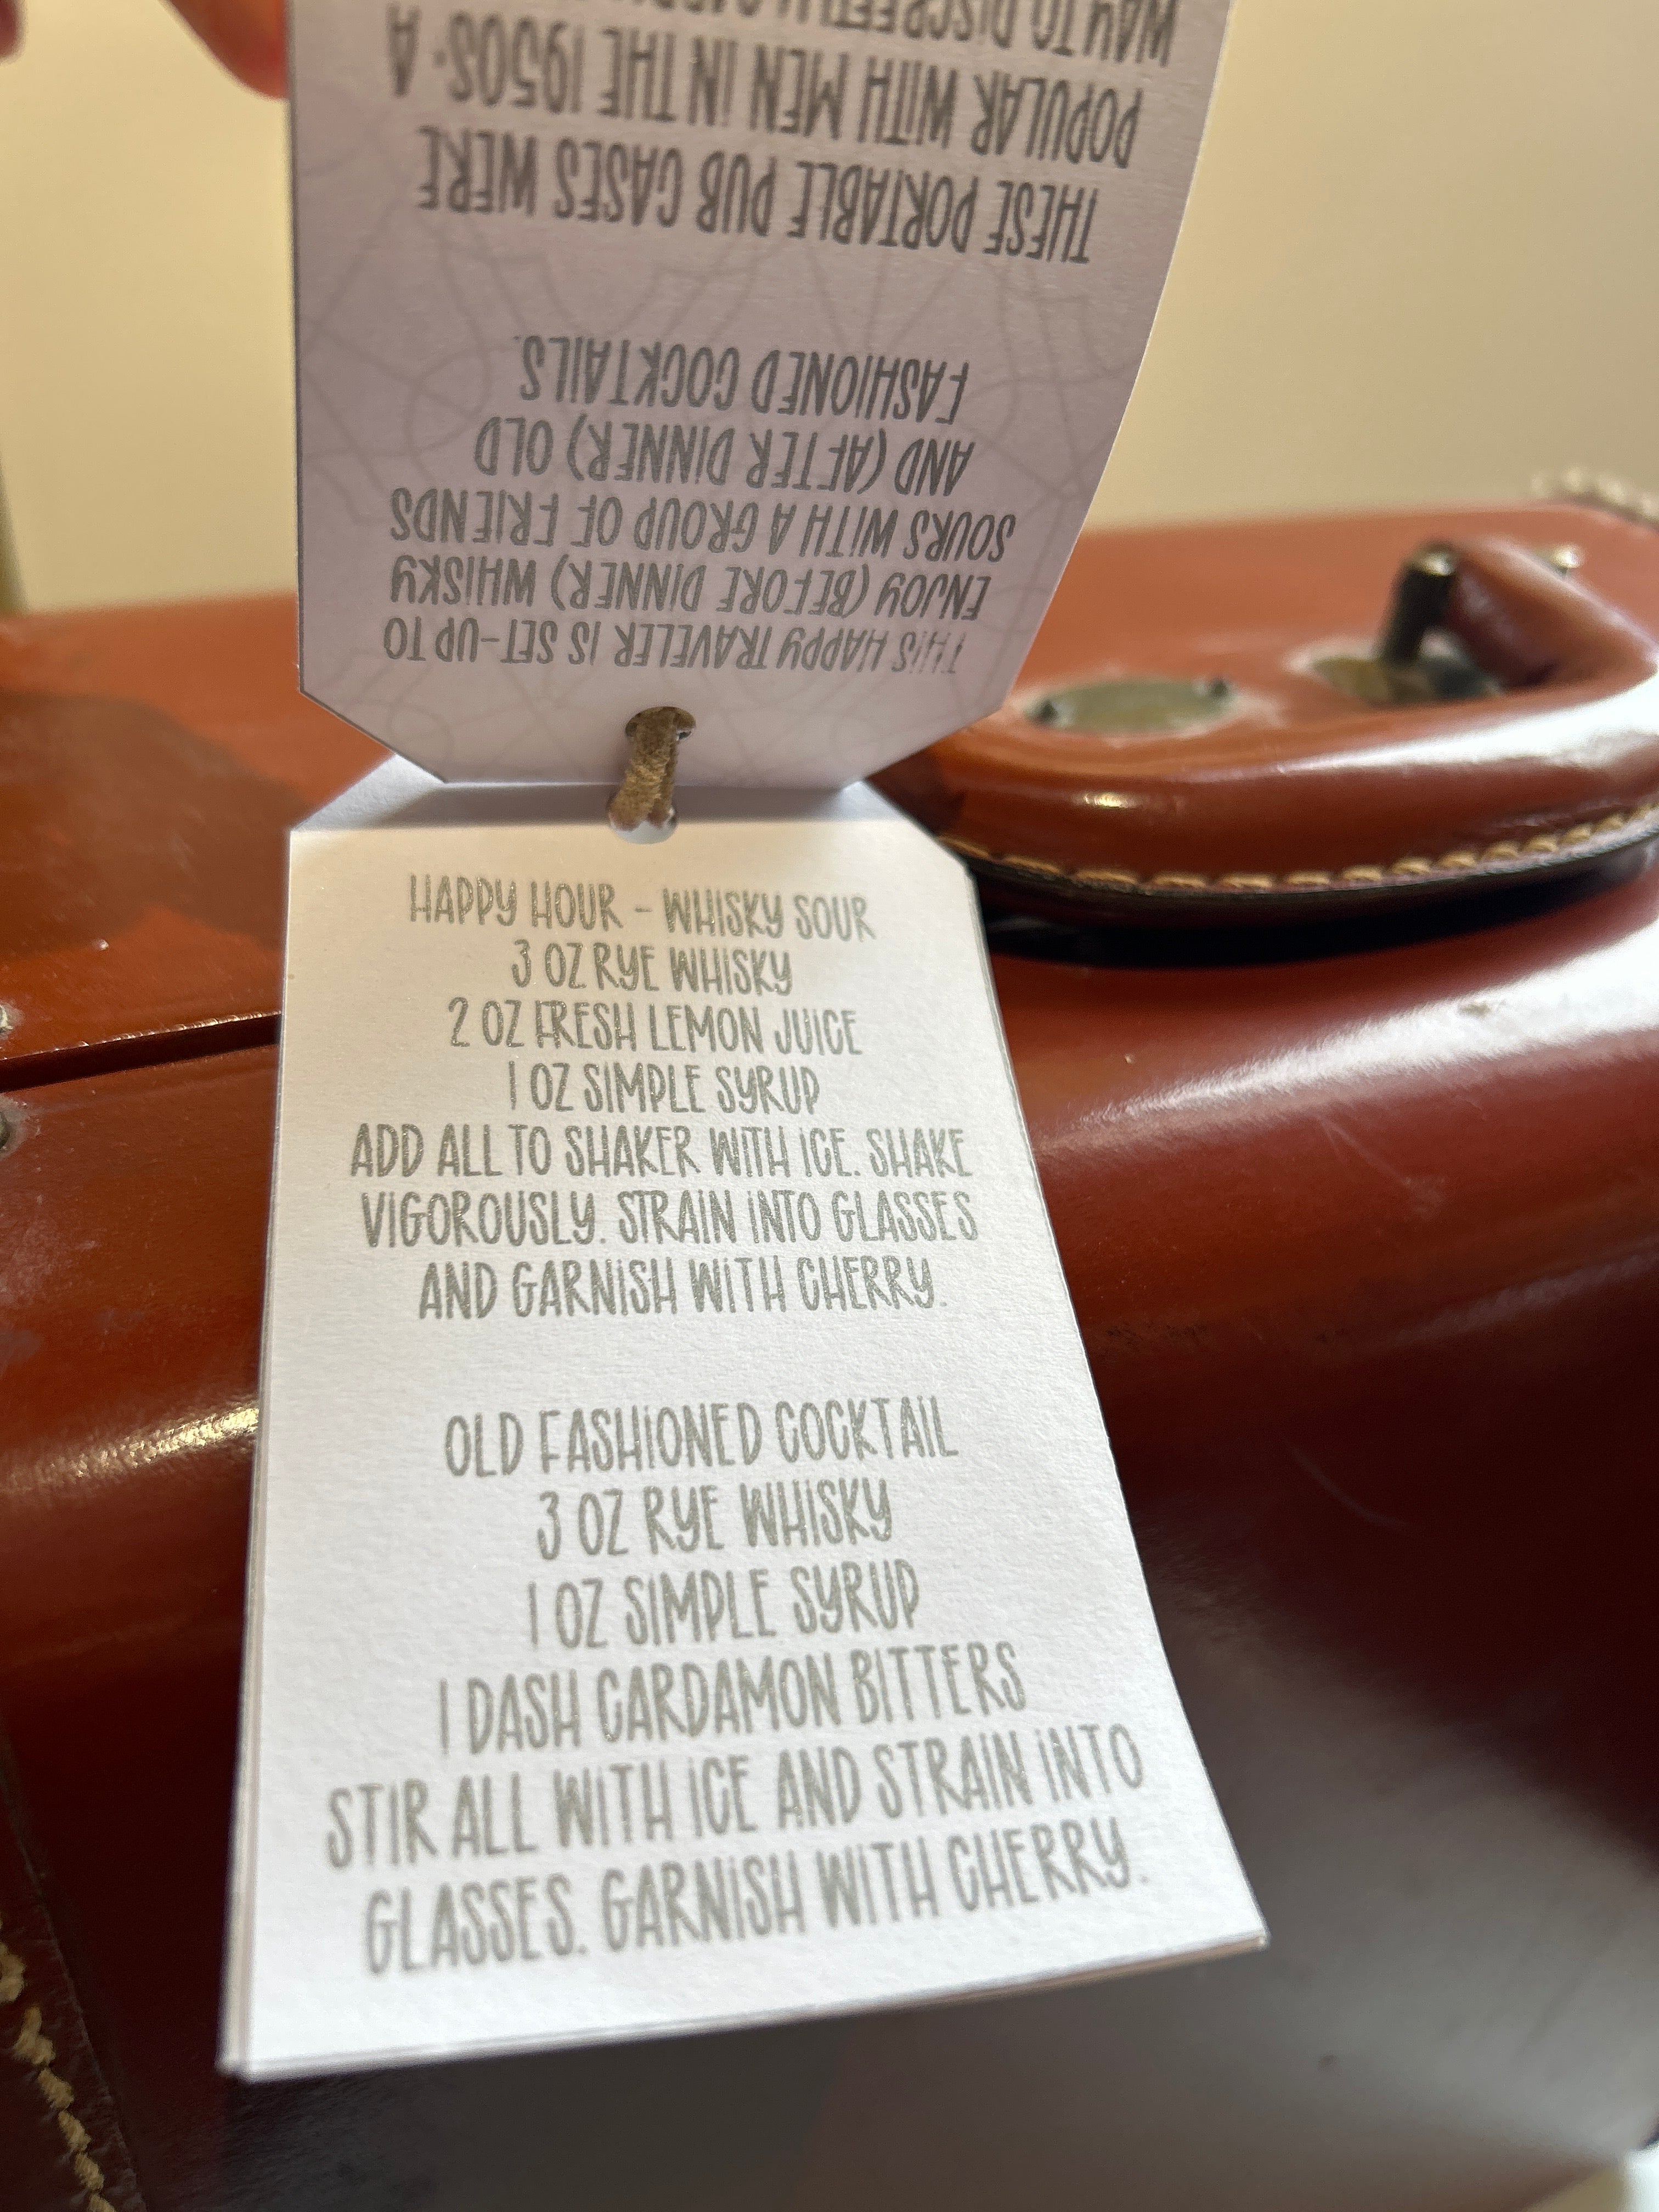 THIS HAPPY TRAVELER IS SET-UP TO
ENJOY (BEFORE DINNER) WHISKY
SOURS WITH A GROUP OF FRIENDS
AND (AFTER DINNER) OLD
FASHIONED COCKTAILS.
THESE PORTABLE PUB CASES WERE
POPULAR WITH MEN IN THE 1950S. A
WAY TO DISCREETLY
HAPPY HOUR - WHISKY SOUR
3 OZ RYE WHISKY
2 OZ FRESH LEMON JUICE
1 OZ SIMPLE SYRUP
ADD ALL TO SHAKER WITH ICE. SHAKE
VIGOROUSLY. STRAIN INTO GLASSES
AND GARNISH WITH CHERRY.
OLD FASHIONED COCKTAIL
3 OZ RYE WHISKY
1 OZ SIMPLE SYRUP
1 DASH CARDAMON BITTERS
STIR ALL WITH ICE AND STRAIN INTO
GLASSES. GARNISH WITH CHERRY.